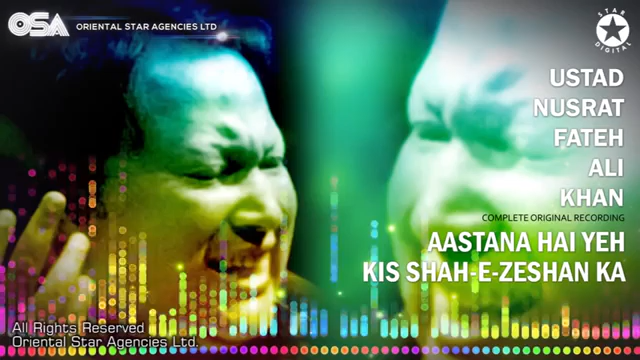 OSA ORIENTAL STAR AGENCIES LTD
STAR DIGITAL
USTAD
NUSRAT
FATEH
ALI
KHAN
COMPLETE ORIGINAL RECORDING
AASTANA HAI YEH
KIS SHAH-E-ZESHAN KA
All Rights Reserved
Oriental Star Agencies Ltd.